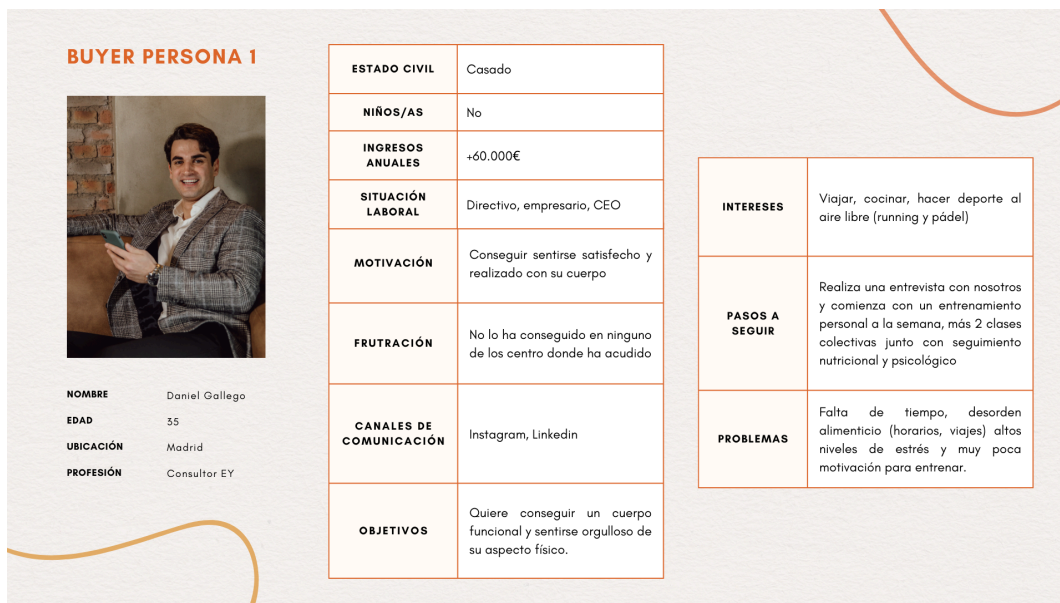 BUYER PERSONA 1
NOMBRE Daniel Gallego
EDAD 35
UBICACIÓN Madrid
PROFESIÓN Consultor EY
ESTADO CIVIL Casado
NIÑOS/AS No
INGRESOS
ANUALES
+60.000€
SITUACIÓN
LABORAL
Directivo, empresario, CEO
MOTIVACIÓN
Conseguir sentirse satisfecho y
realizado con su cuerpo
FRUTRACIÓN
No lo ha conseguido en ninguno
de los centro donde ha acudido
CANALES DE
COMUNICACIÓN
Instagram, Linkedin
OBJETIVOS
Quiere conseguir un cuerpo
funcional y sentirse orgulloso de
su aspecto físico.
INTERESES
Viajar, cocinar, hacer deporte al
aire libre (running y pádel)
PASOS A
SEGUIR
Realiza una entrevista con nosotros
y comienza con un entrenamiento
personal a la semana, más 2 clases
colectivas junto con seguimiento
nutricional y psicológico
PROBLEMAS
Falta de tiempo, desorden
alimenticio (horarios, viajes) altos
niveles de estrés y muy poca
motivación para entrenar.